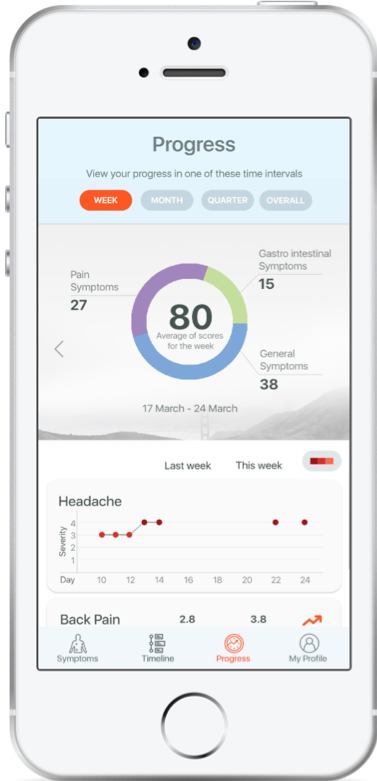 Progress
View your progress in one of these time intervals
WEEK MONTH QUARTER OVERALL
Gastro intestinal
Symptoms
15
Pain
Symptoms
27
80
Average of scores
for the week
General
Symptoms
38
17 March - 24 March
Last week This week
Headache
Severity
4
3
2
1
Day 10 12 14 16 18 20 22 24
Back Pain 2.8 3.8
Symptoms Timeline Progress My Profile